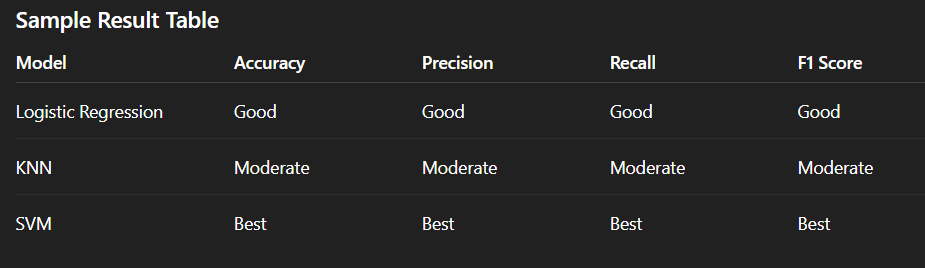 Sample Result Table
Model Accuracy Precision Recall F1 Score
Logistic Regression Good Good Good Good
KNN Moderate Moderate Moderate Moderate
SVM Best Best Best Best